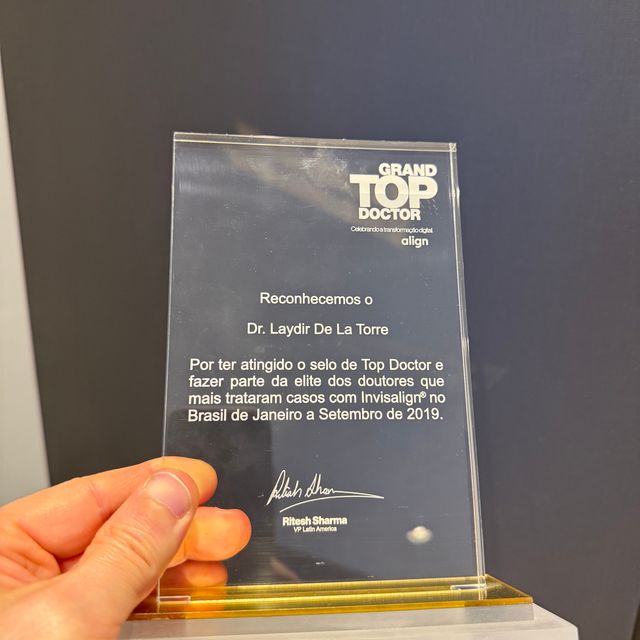 GRAND
TOP
DOCTOR
Celebrando a transformação digital.
align
Reconhecemos o
Dr. Laydir De La Torre
Por ter atingido o selo de Top Doctor e
fazer parte da elite dos doutores que
mais trataram casos com Invisalign® no
Brasil de Janeiro a Setembro de 2019.
Ritesh Sharma
VP Latin America